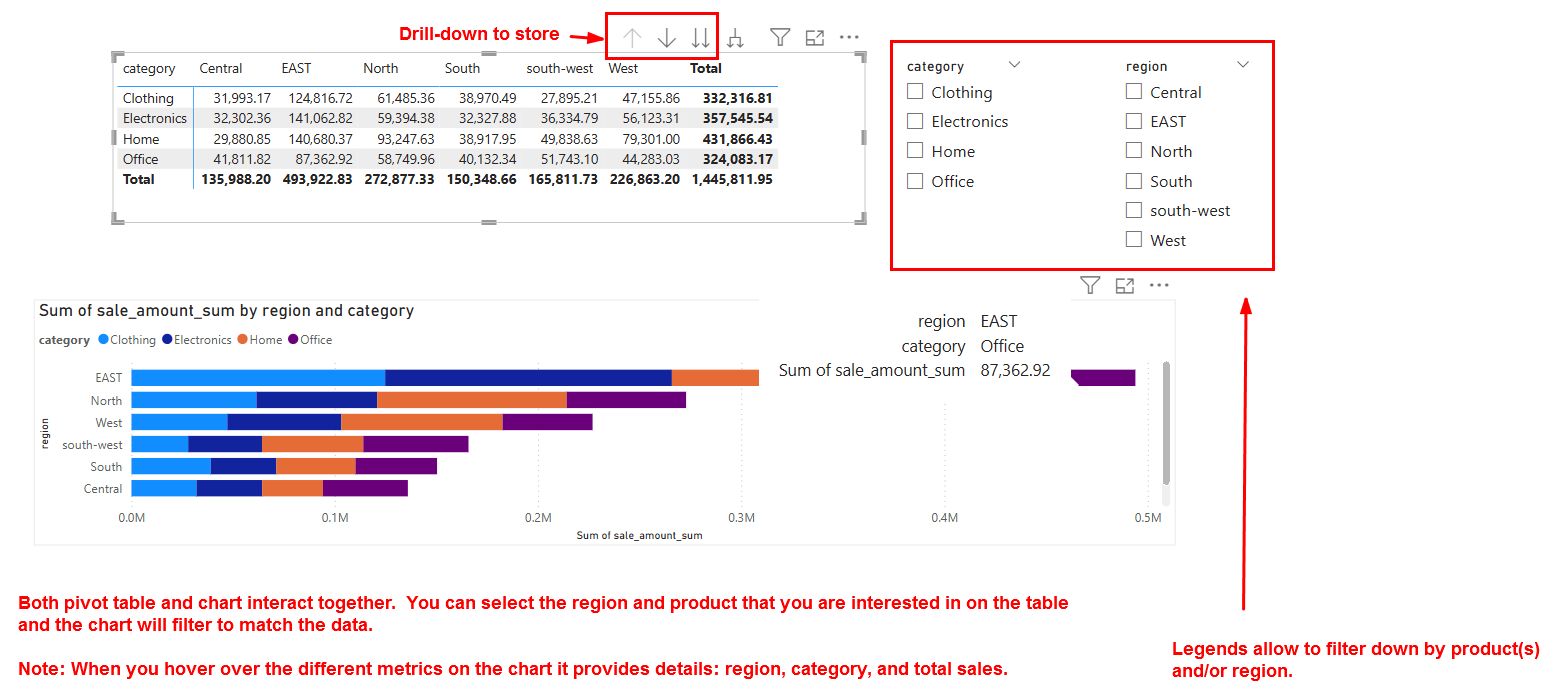 Drill-down to store
category Central EAST North South south-west West Total
Clothing 31,993.17 124,816.72 61,485.36 38,970.49 27,895.21 47,155.86 332,316.81
Electronics 32,302.36 141,062.82 59,394.38 32,327.88 36,334.79 56,123.31 357,545.54
Home 29,880.85 140,680.37 93,247.63 38,917.95 49,838.63 79,301.00 431,866.43
Office 41,811.82 87,362.92 58,749.96 40,132.34 51,743.10 44,283.03 324,083.17
Total 135,988.20 493,922.83 272,877.33 150,348.66 165,811.73 226,863.20 1,445,811.95
category
Clothing
Electronics
Home
Office
region
Central
EAST
North
South
south-west
West
Sum of sale_amount_sum by region and category
category Clothing Electronics Home Office
region EAST
category Office
Sum of sale_amount_sum 87,362.92
region
EAST
North
West
south-west
South
Central
0.0M 0.1M 0.2M 0.3M 0.4M 0.5M
Sum of sale_amount_sum
Both pivot table and chart interact together. You can select the region and product that you are interested in on the table
and the chart will filter to match the data.
Note: When you hover over the different metrics on the chart it provides details: region, category, and total sales.
Legends allow to filter down by product(s)
and/or region.